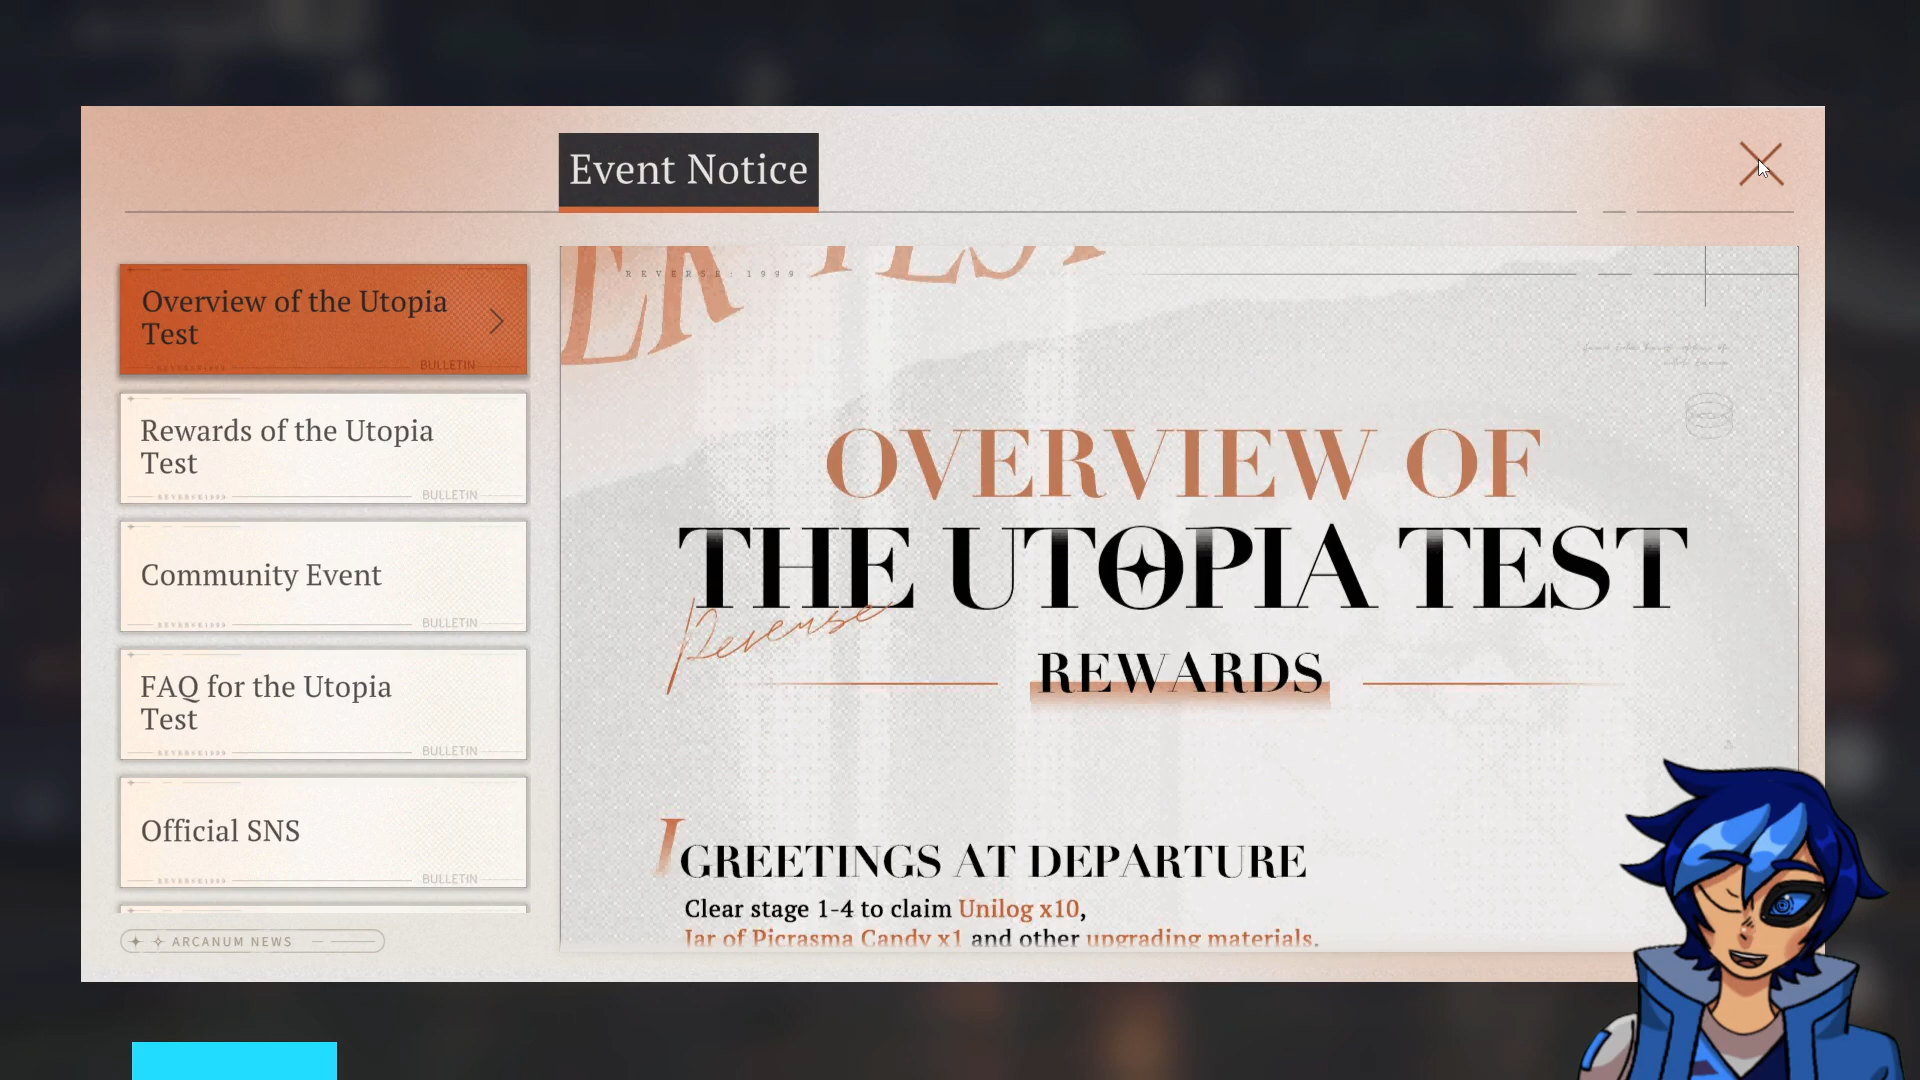 Event Notice
Overview of the Utopia
Test
BULLETIN
Rewards of the Utopia
Test
BULLETIN
Community Event
BULLETIN
FAQ for the Utopia
Test
BULLETIN
Official SNS
BULLETIN
ARCANUM NEWS
ER TEST
REVERSE: 1999
OVERVIEW OF
THE UTOPIA TEST
Reverse
REWARDS
I GREETINGS AT DEPARTURE
Clear stage 1-4 to claim Unilog x10,
Jar of Picrasma Candy x1 and other upgrading materials.